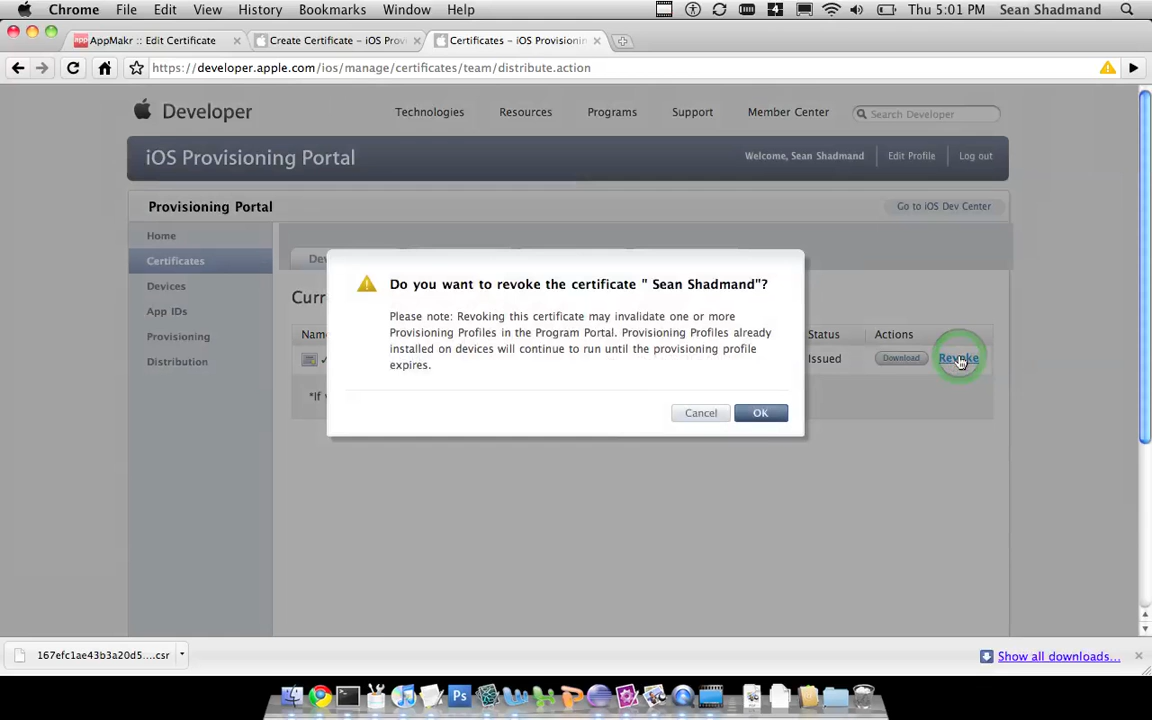 Chrome File Edit View History Bookmarks Window Help 4 Thu 5:01 PM Sean Shadmand
AppMakr :: Edit Certificate Create Certificate – iOS Prov Certificates – iOS Provisionin
https://developer.apple.com/ios/manage/certificates/team/distribute.action
Developer Technologies Resources Programs Support Member Center Search Developer
iOS Provisioning Portal Welcome, Sean Shadmand Edit Profile Log out
Provisioning Portal Go to iOS Dev Center
Home
Certificates
Devices
App IDs
Provisioning
Distribution
Dev
Curr
Nam Status Actions
Issued Download Revoke
*If
Do you want to revoke the certificate " Sean Shadmand"?
Please note: Revoking this certificate may invalidate one or more
Provisioning Profiles in the Program Portal. Provisioning Profiles already
installed on devices will continue to run until the provisioning profile
expires.
Cancel OK
167efc1ae43b3a20d5....csr Show all downloads...